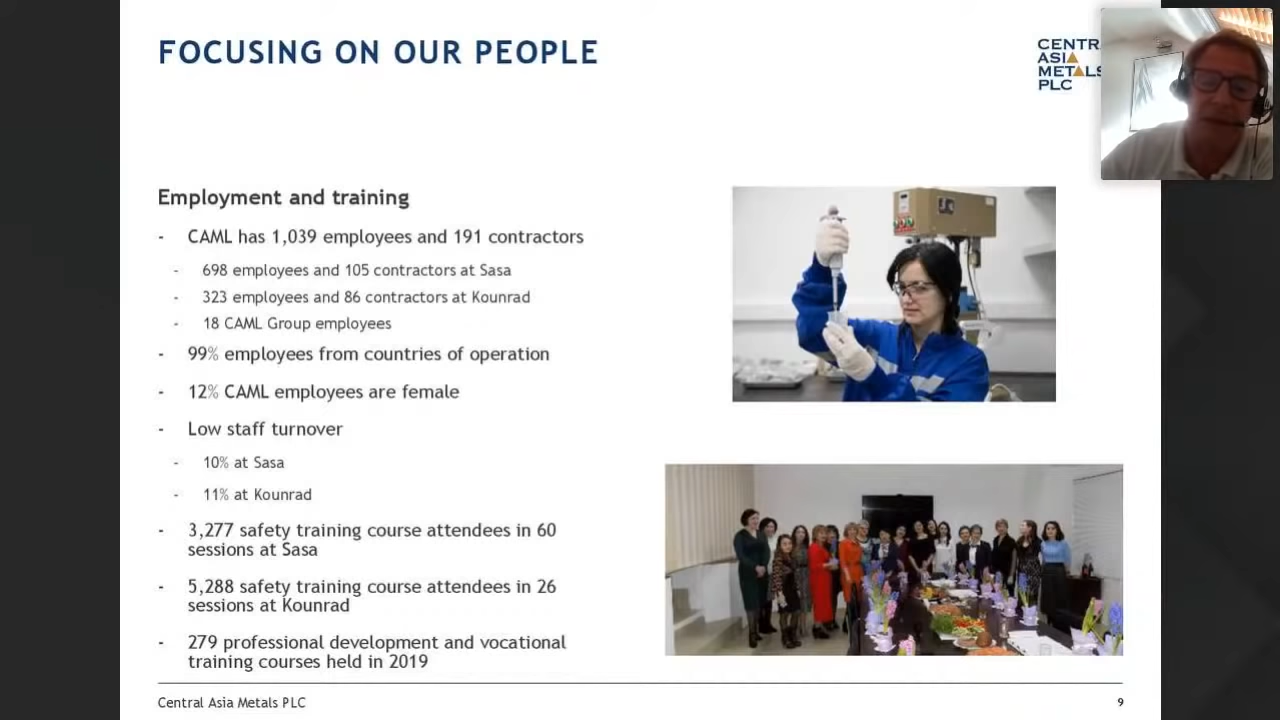 FOCUSING ON OUR PEOPLE
CENTR
ASIA
METALS
PLC
Employment and training
- CAML has 1,039 employees and 191 contractors
- 698 employees and 105 contractors at Sasa
- 323 employees and 86 contractors at Kounrad
- 18 CAML Group employees
- 99% employees from countries of operation
- 12% CAML employees are female
- Low staff turnover
- 10% at Sasa
- 11% at Kounrad
- 3,277 safety training course attendees in 60
sessions at Sasa
- 5,288 safety training course attendees in 26
sessions at Kounrad
- 279 professional development and vocational
training courses held in 2019
Central Asia Metals PLC
9